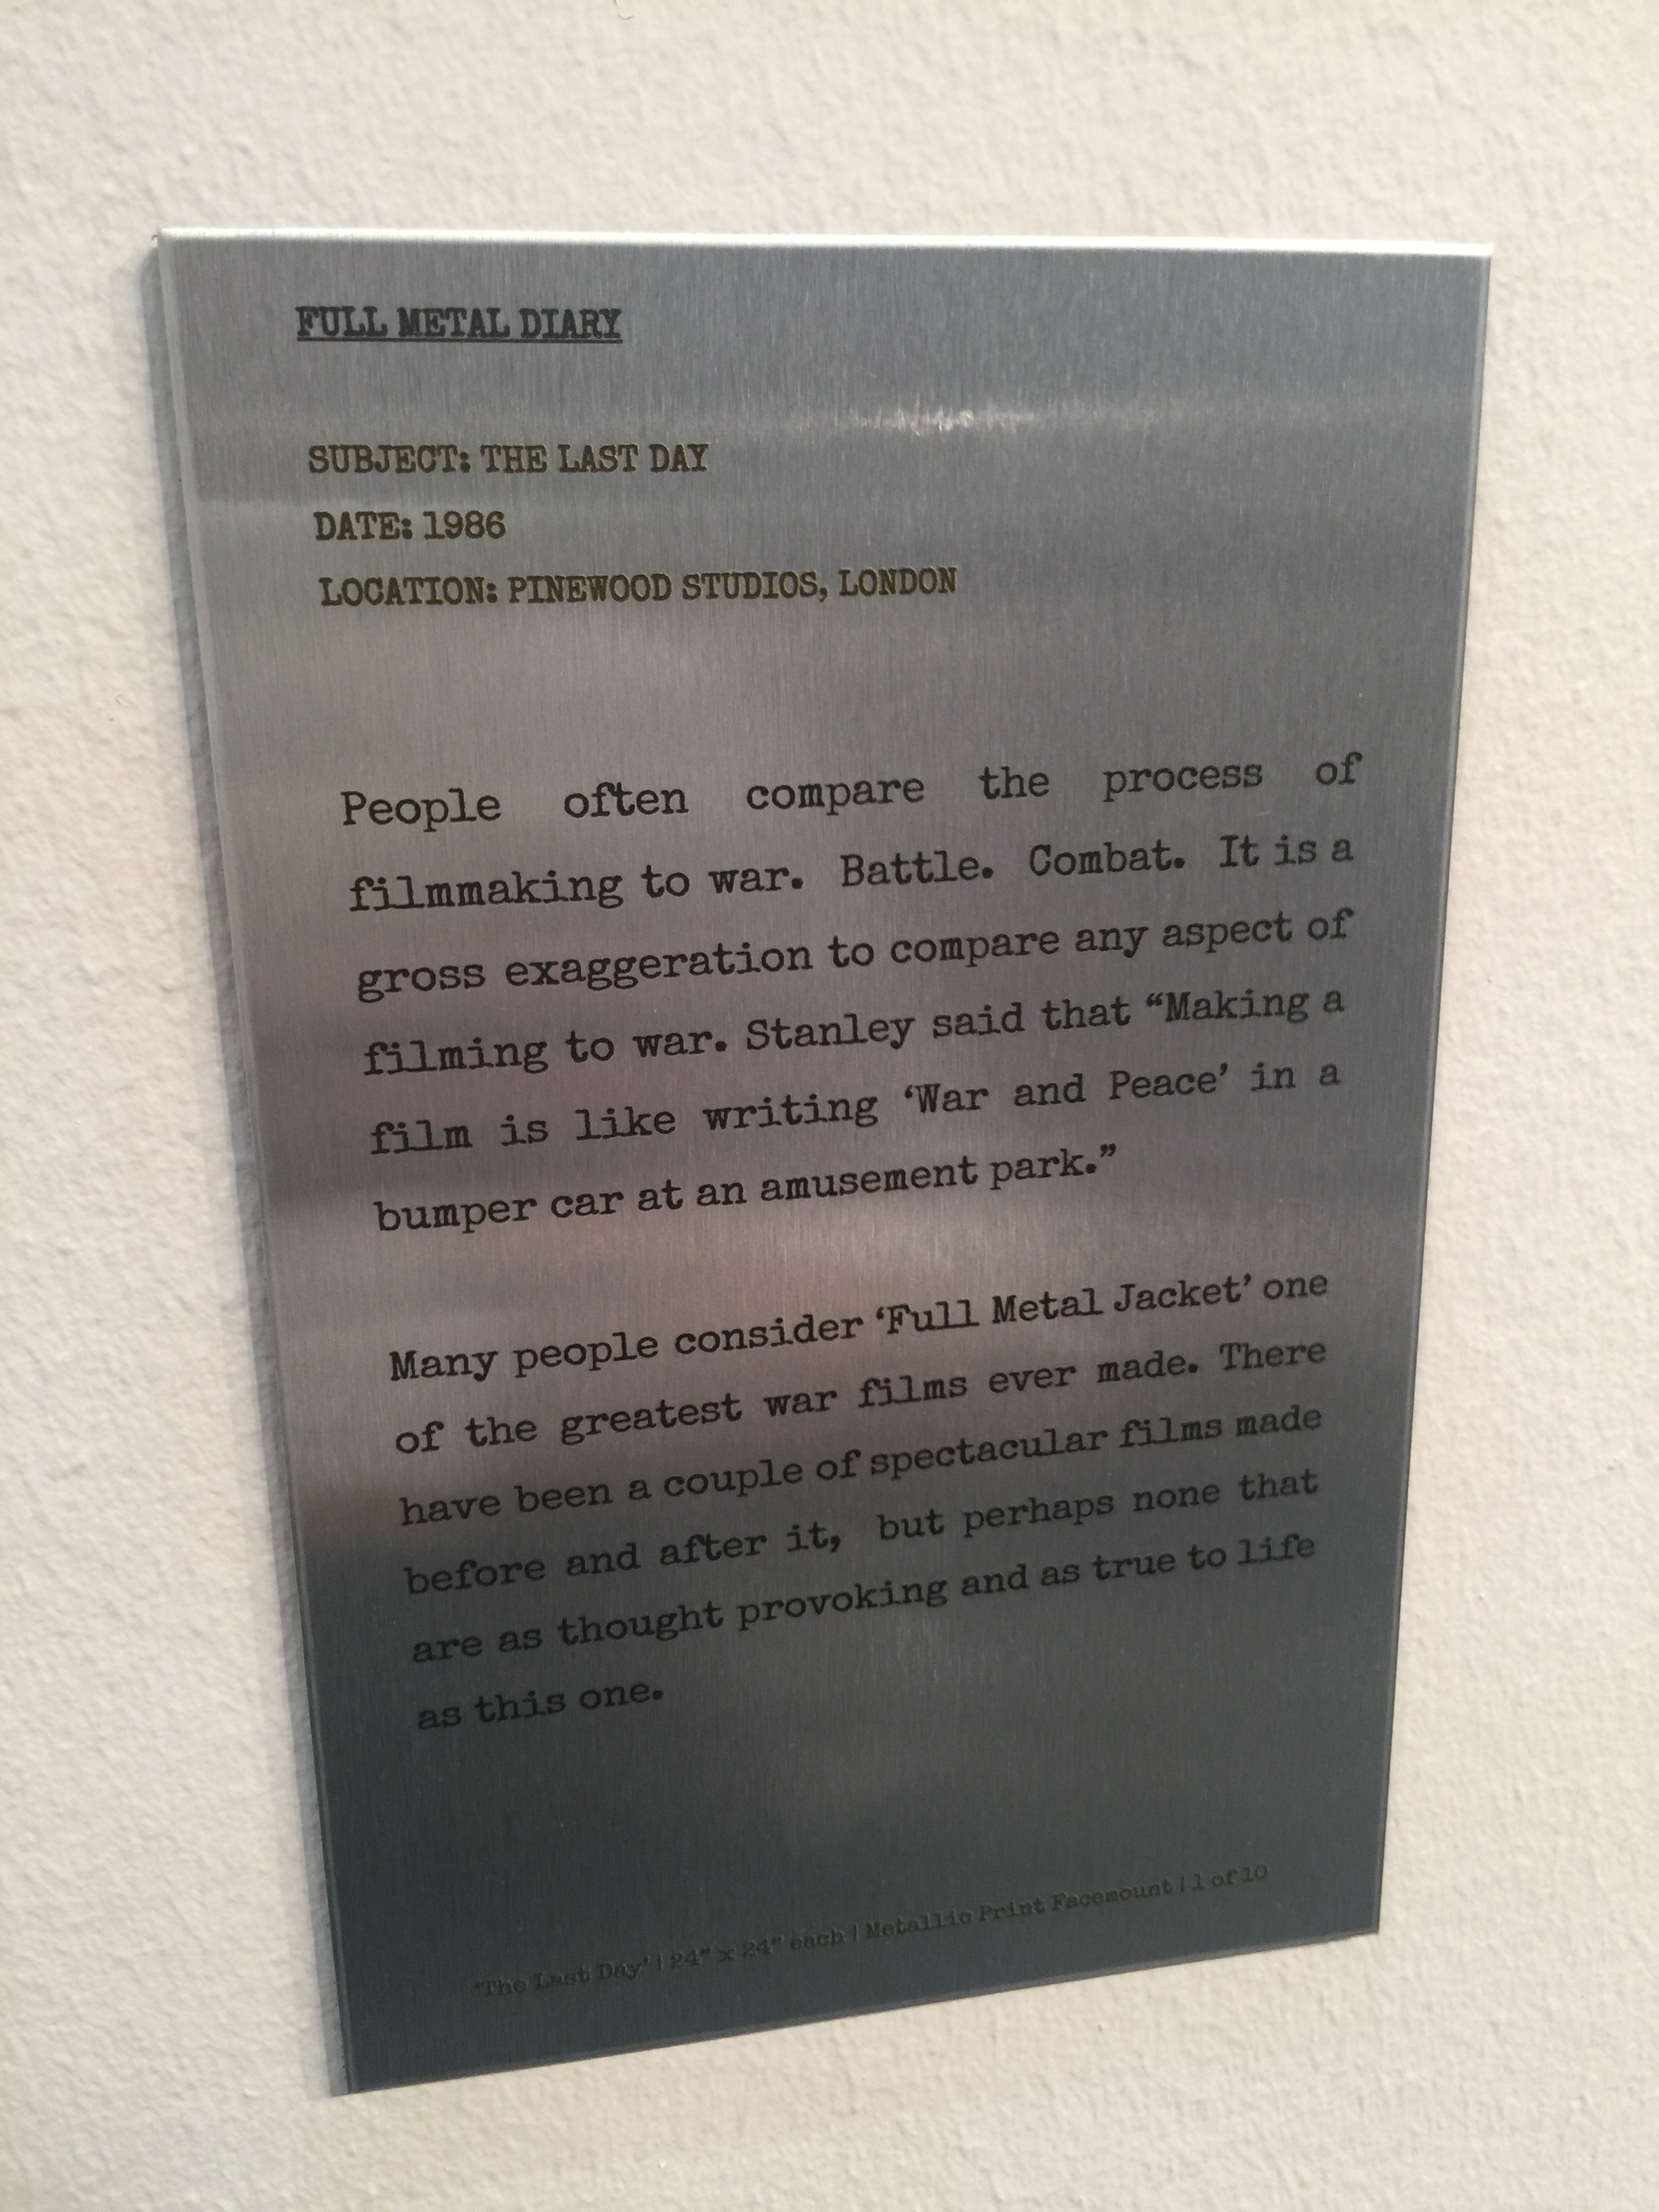 FULL METAL DIARY
SUBJECT: THE LAST DAY
DATE: 1986
LOCATION: PINEWOOD STUDIOS, LONDON
People often compare the process of
filmmaking to war. Battle. Combat. It is a
gross exaggeration to compare any aspect of
filming to war. Stanley said that “Making a
film is like writing ‘War and Peace’ in a
bumper car at an amusement park.”
Many people consider ‘Full Metal Jacket’ one
of the greatest war films ever made. There
have been a couple of spectacular films made
before and after it, but perhaps none that
are as thought provoking and as true to life
as this one.
‘The Last Day’ | 24” x 24” each | Metallic Print Facemount | 1 of 10